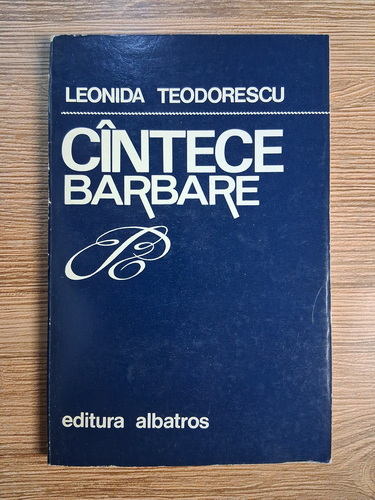 LEONIDA TEODORESCU
CÎNTECE
BARBARE
P
editura albatros